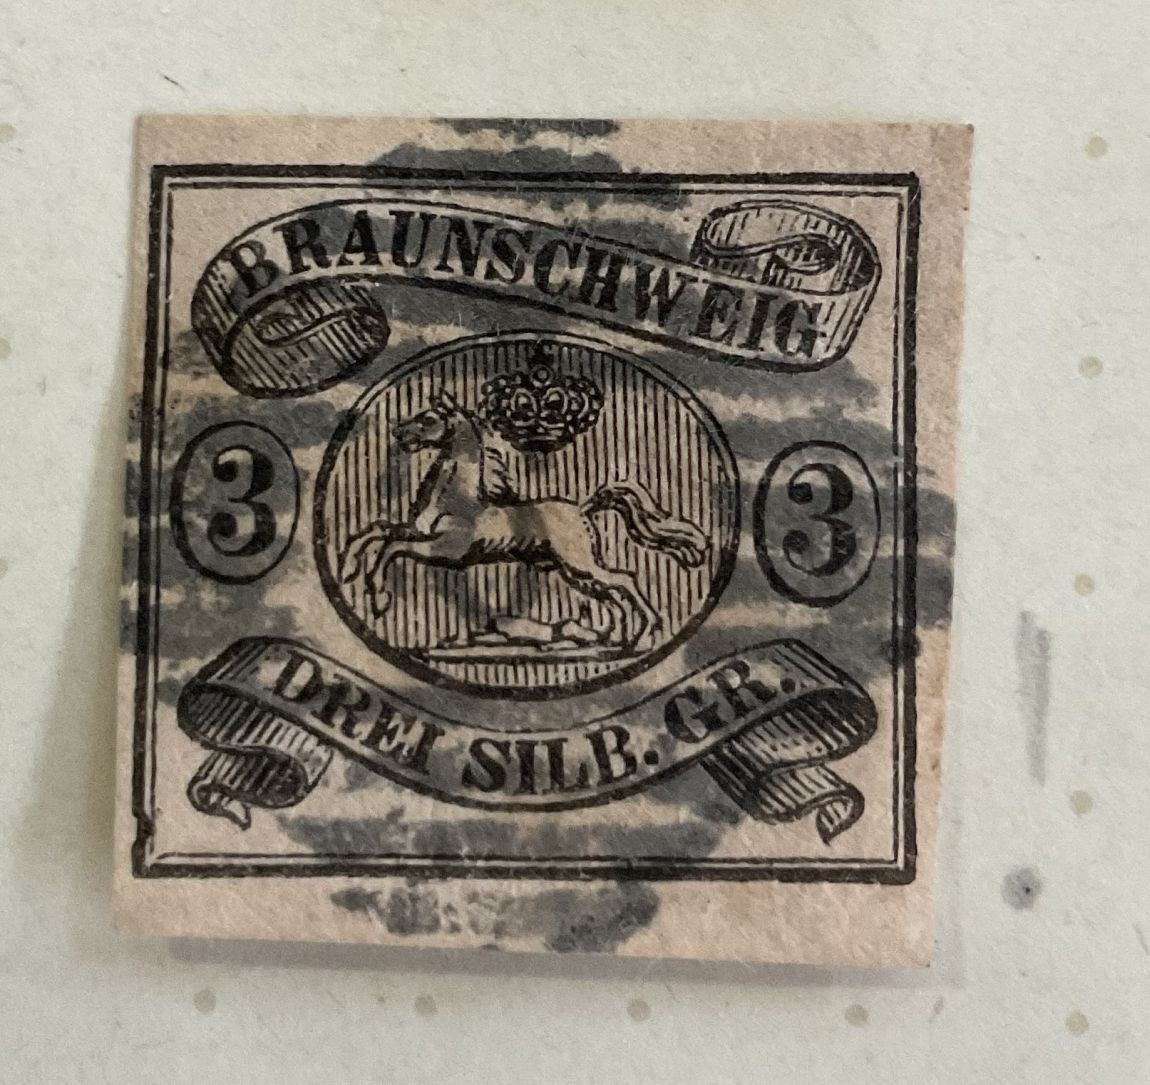 BRAUNSCHWEIG
3 3
DREI SILB. GR.